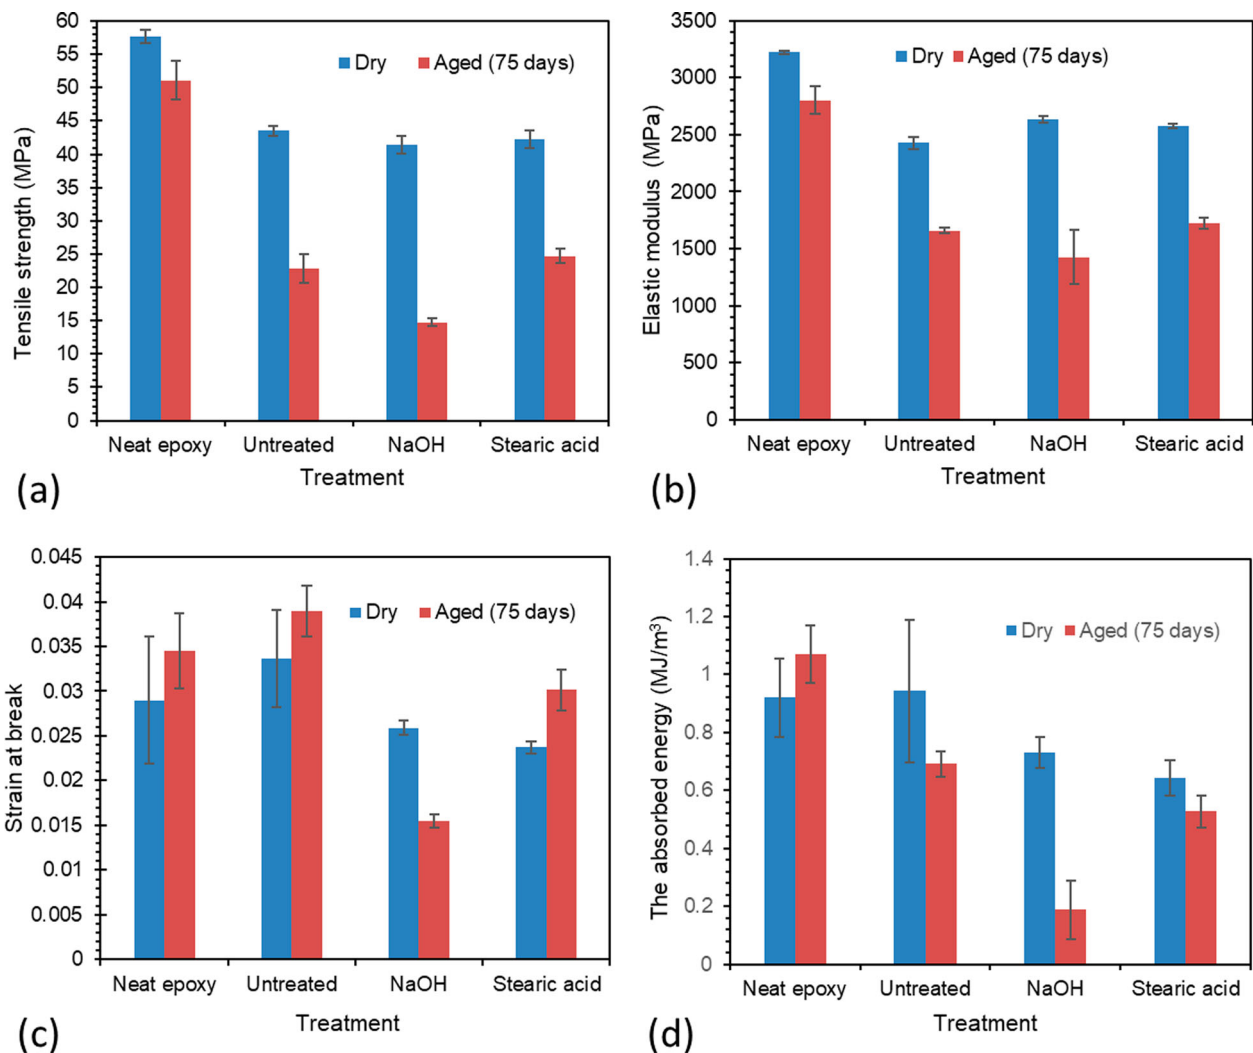 Tensile strength (MPa)
60
55
50
45
40
35
30
25
20
15
10
5
0
Dry Aged (75 days)
Neat epoxy Untreated NaOH Stearic acid
Treatment
(a)
Elastic modulus (MPa)
3500
3000
2500
2000
1500
1000
500
0
Dry Aged (75 days)
Neat epoxy Untreated NaOH Stearic acid
Treatment
(b)
Strain at break
0.045
0.04
0.035
0.03
0.025
0.02
0.015
0.01
0.005
0
Dry Aged (75 days)
Neat epoxy Untreated NaOH Stearic acid
Treatment
(c)
The absorbed energy (MJ/m³)
1.4
1.2
1
0.8
0.6
0.4
0.2
0
Dry Aged (75 days)
Neat epoxy Untreated NaOH Stearic acid
Treatment
(d)